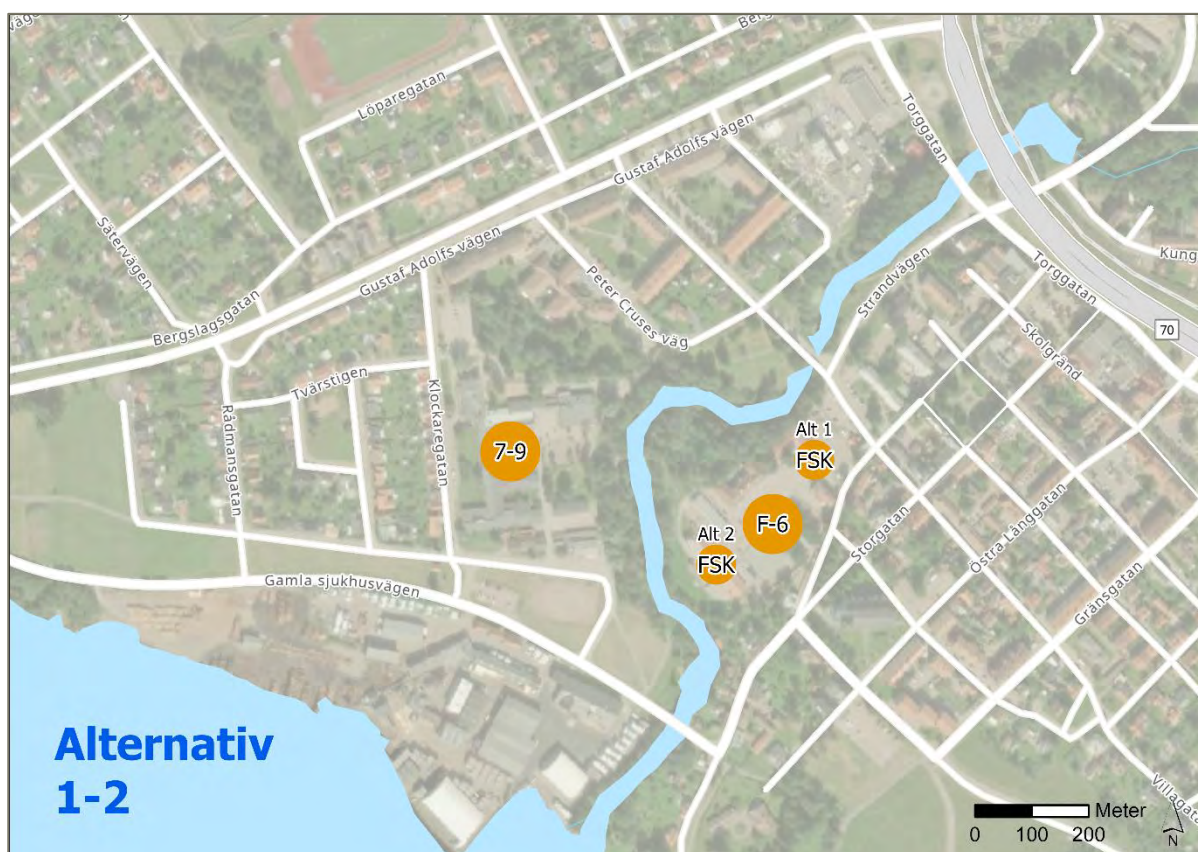 Löparegatan
Torggatan
Gustaf Adolfs vägen
Sätervägen
Gustaf Adolfs vägen
Peter Cruses väg
Strandvägen
Torggatan
Kung
Bergslagsgatan
70
Skolgränd
Tvärstigen
Rådmansgatan
Klockaregatan
7-9
Alt 1
FSK
F-6
Alt 2
FSK
Storgatan
Östra Långgatan
Gränsgatan
Gamla sjukhusvägen
Villagata
Alternativ
1-2
Meter
0 100 200
N